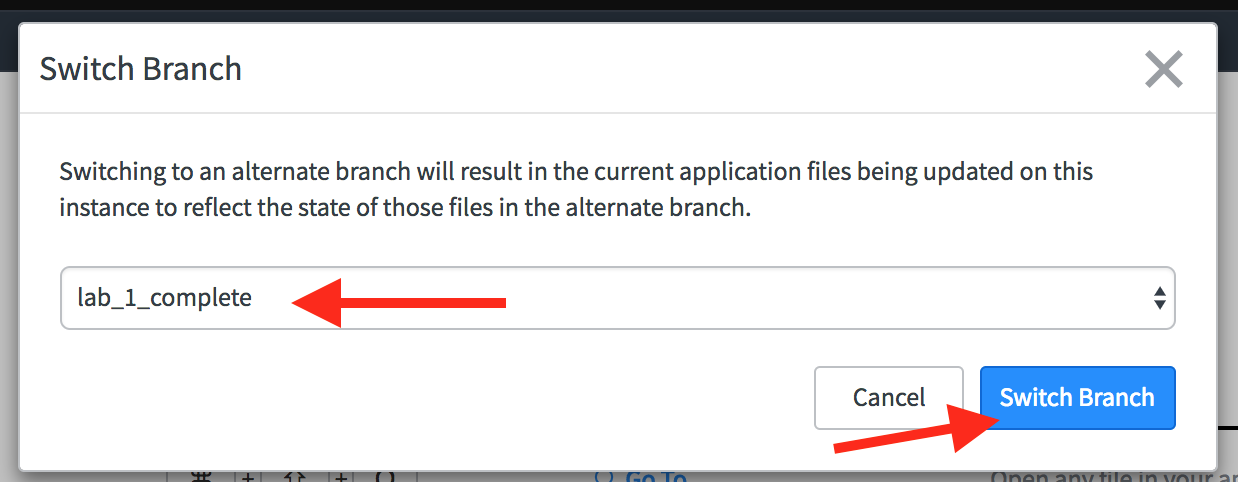 Switch Branch
Switching to an alternate branch will result in the current application files being updated on this
instance to reflect the state of those files in the alternate branch.
lab_1_complete
Cancel
Switch Branch
⌘ + ⇧ + O Go To Open any file in your